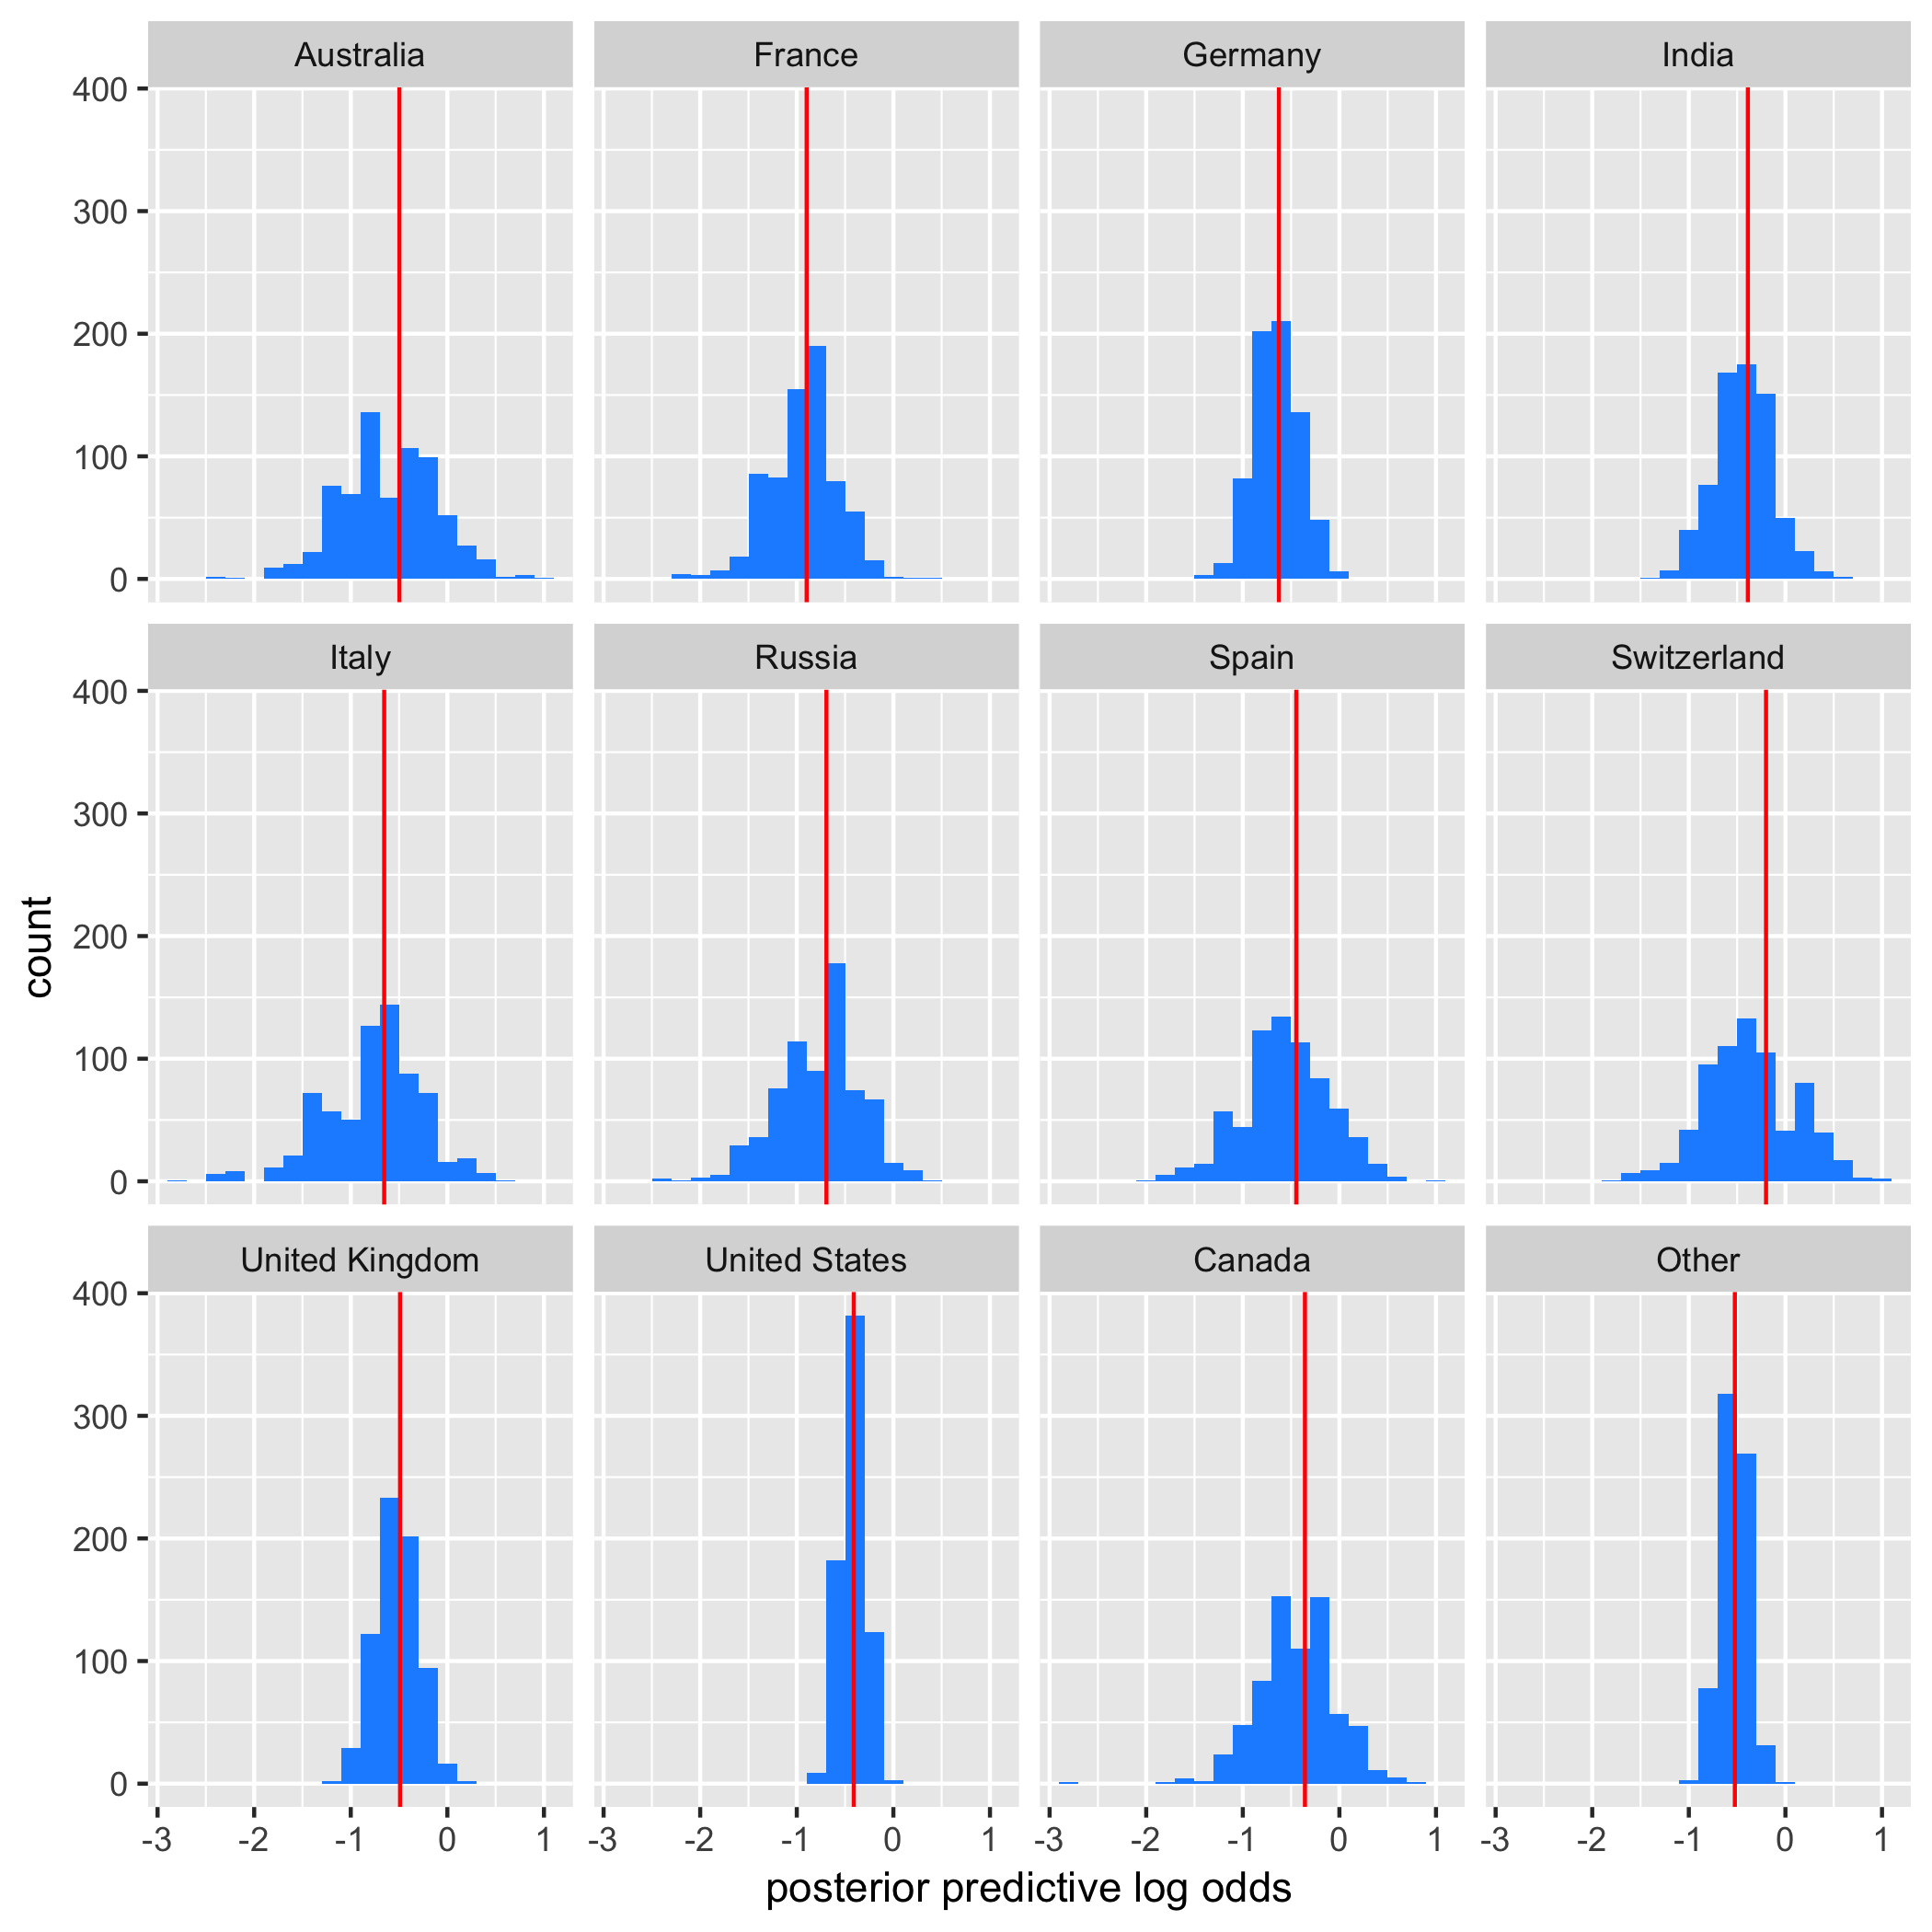 Australia France Germany India
400
300
200
100
0
Italy Russia Spain Switzerland
400
300
200
100
0
count
United Kingdom United States Canada Other
400
300
200
100
0
-3 -2 -1 0 1 -3 -2 -1 0 1 -3 -2 -1 0 1 -3 -2 -1 0 1
posterior predictive log odds